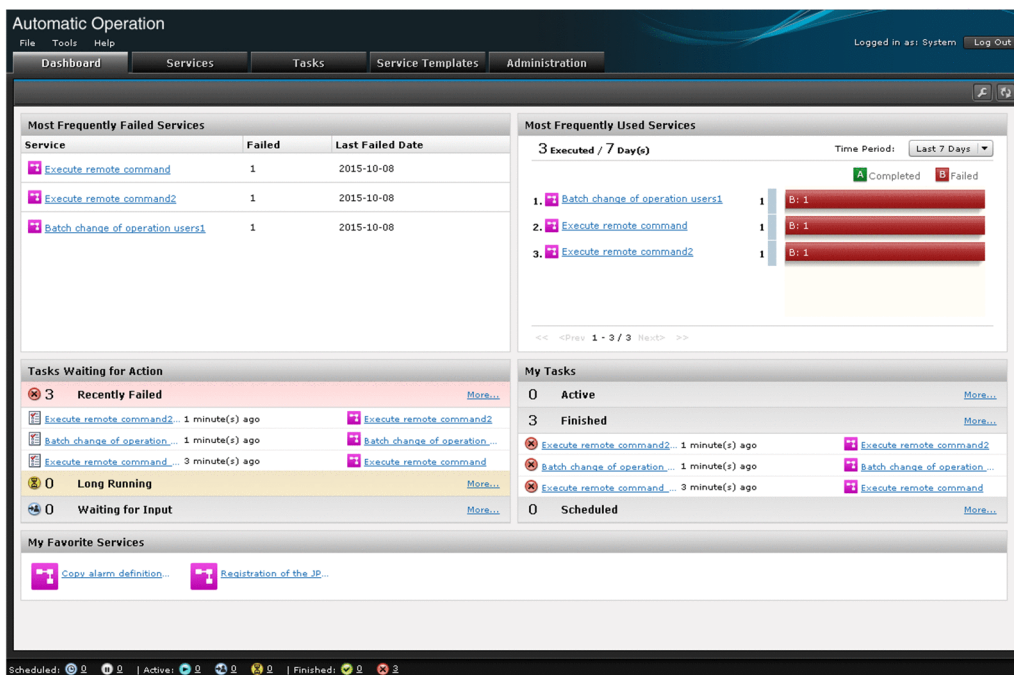 Automatic Operation
File Tools Help
Logged in as: System Log Out
Dashboard Services Tasks Service Templates Administration
Most Frequently Failed Services
Service Failed Last Failed Date
Execute remote command 1 2015-10-08
Execute remote command2 1 2015-10-08
Batch change of operation users1 1 2015-10-08
Most Frequently Used Services
3 Executed / 7 Day(s) Time Period: Last 7 Days
A Completed B Failed
1. Batch change of operation users1 1 B: 1
2. Execute remote command 1 B: 1
3. Execute remote command2 1 B: 1
<< <Prev 1 - 3 / 3 Next> >>
Tasks Waiting for Action
3 Recently Failed More...
Execute remote command2... 1 minute(s) ago Execute remote command2
Batch change of operation ... 1 minute(s) ago Batch change of operation ...
Execute remote command_... 3 minute(s) ago Execute remote command
0 Long Running More...
0 Waiting for Input More...
My Tasks
0 Active More...
3 Finished More...
Execute remote command2... 1 minute(s) ago Execute remote command2
Batch change of operation ... 1 minute(s) ago Batch change of operation ...
Execute remote command_... 3 minute(s) ago Execute remote command
0 Scheduled More...
My Favorite Services
Copy alarm definition... Registration of the JP...
Scheduled: 0 0 | Active: 0 0 0 | Finished: 0 3